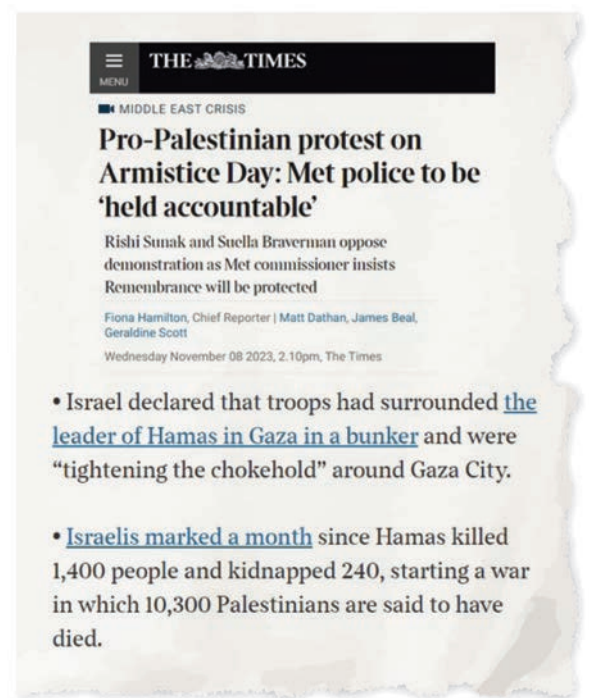 THE TIMES
MENU
MIDDLE EAST CRISIS
Pro-Palestinian protest on
Armistice Day: Met police to be
‘held accountable’
Rishi Sunak and Suella Braverman oppose
demonstration as Met commissioner insists
Remembrance will be protected
Fiona Hamilton, Chief Reporter | Matt Dathan, James Beal,
Geraldine Scott
Wednesday November 08 2023, 2.10pm, The Times
• Israel declared that troops had surrounded the
leader of Hamas in Gaza in a bunker and were
“tightening the chokehold” around Gaza City.
• Israelis marked a month since Hamas killed
1,400 people and kidnapped 240, starting a war
in which 10,300 Palestinians are said to have
died.